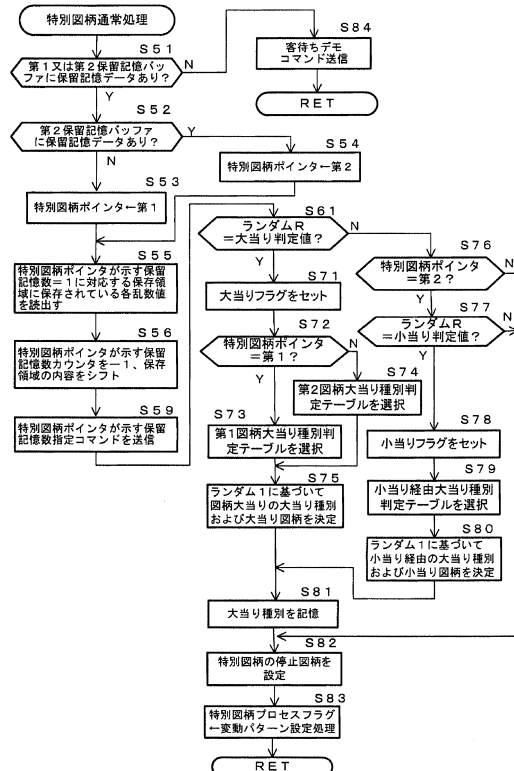 特別図柄通常処理
S51
第1又は第2保留記憶バッ
ファに保留記憶データあり?
N
Y
S84
客待ちデモ
コマンド送信
RET
S52
第2保留記憶バッファ
に保留記憶データあり?
Y
N
S54
特別図柄ポインター第2
S53
特別図柄ポインター第1
S55
特別図柄ポインタが示す保留
記憶数=1に対応する保存領
域に保存されている各乱数値
を読出す
S56
特別図柄ポインタが示す保留
記憶数カウンタを-1、保存
領域の内容をシフト
S59
特別図柄ポインタが示す保留
記憶数指定コマンドを送信
S61
ランダムR
=大当り判定値?
N
Y
S71
大当りフラグをセット
S72
特別図柄ポインタ
=第1?
N
Y
S74
第2図柄大当り種別判
定テーブルを選択
S73
第1図柄大当り種別判
定テーブルを選択
S75
ランダム1に基づいて
図柄大当りの大当り種別
および大当り図柄を決定
S76
特別図柄ポインタ
=第2?
N
Y
S77
ランダムR
=小当り判定値?
N
Y
S78
小当りフラグをセット
S79
小当り経由大当り種別
判定テーブルを選択
S80
ランダム1に基づいて
小当り経由の大当り種別
および小当り図柄を決定
S81
大当り種別を記憶
S82
特別図柄の停止図柄を
設定
S83
特別図柄プロセスフラグ
←変動パターン設定処理
RET